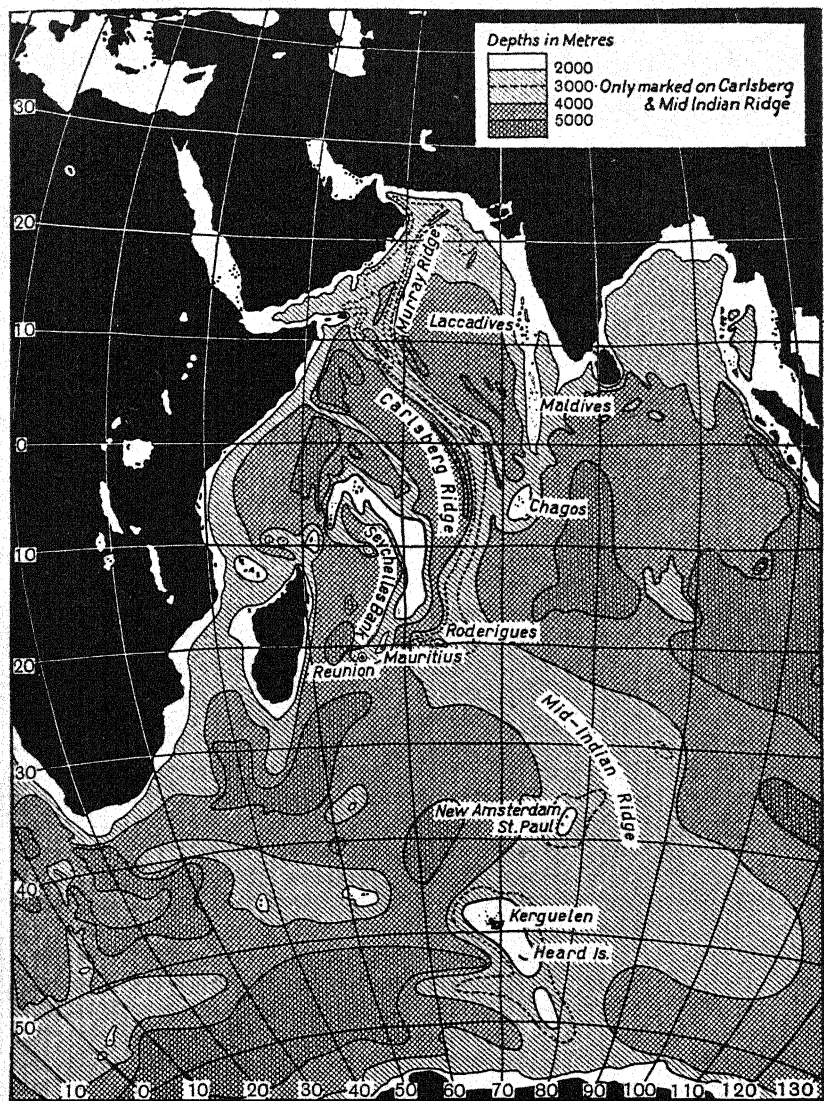 Depths in Metres
2000
3000·Only marked on Carlsberg
4000 & Mid Indian Ridge
5000
30
20
10
0
10
20
30
40
50
Murray Ridge
Laccadives
Maldives
Carlsberg Ridge
Chagos
Seychelles Bank
Roderigues
Mauritius
Reunion
Mid-Indian Ridge
New Amsterdam
St. Paul
Kerguelen
Heard Is.
10 0 10 20 30 40 50 60 70 80 90 100 110 120 130